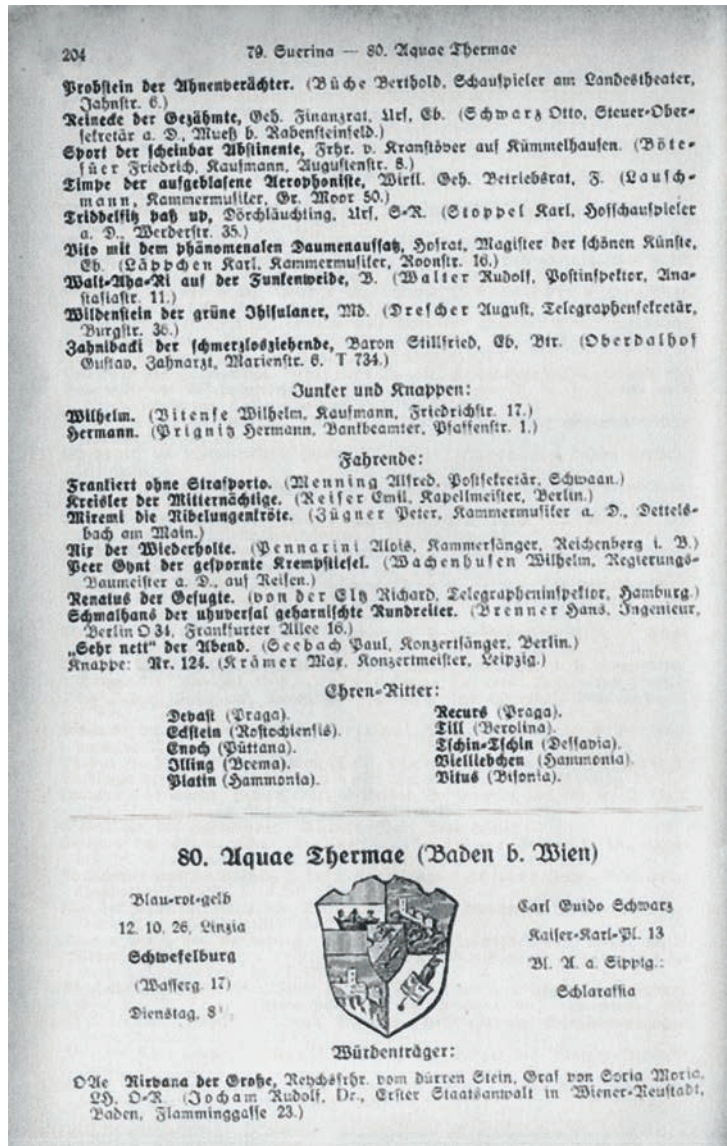 204
79. Suerina — 80. Aquae Thermae
Probstein der Ahnenverächter. (Büche Berthold, Schauspieler am Landestheater,
Jahnstr. 6.)
Reinecke der Gezähmte, Geh. Finanzrat, Urs, Eb. (Schwarz Otto, Steuer-Ober-
sekretär a. D., Mueß b. Rabensteinfeld.)
Sport der scheinbar Abstinente, Frhr. v. Kranstöver auf Kümmelhausen. (Böte-
füer Friedrich, Kaufmann, Augustenstr. 8.)
Timpe der aufgeblasene Aerophoniste, Wirkl. Geh. Betriebsrat, F. (Lausch-
mann, Kammermusiker, Gr. Moor 50.)
Triddelfitz paß up, Dörchläuchting, Urs, S-R. (Stoppel Karl, Hofschauspieler
a. D., Werderstr. 35.)
Vito mit dem phänomenalen Daumenaufsatz, Hofrat, Magister der schönen Künste,
Eb. (Läppchen Karl, Kammermusiker, Roonstr. 16.)
Walt-Aha-Ri auf der Funkenweide, B. (Walter Rudolf, Postinspektor, Ana-
stasiastr. 11.)
Wildenstein der grüne Ibisulaner, Md. (Drescher August, Telegraphensekretär,
Burgstr. 36.)
Zahnibacki der schmerzlosziehende, Baron Stillfried, Eb, Btr. (Oberdalhof
Gustav, Zahnarzt, Marienstr. 6. T 734.)
Junker und Knappen:
Wilhelm. (Vitense Wilhelm, Kaufmann, Friedrichstr. 17.)
Hermann. (Prignitz Hermann, Bankbeamter, Pfaffenstr. 1.)
Fahrende:
Frankiert ohne Strafporto. (Menning Alfred, Postsekretär, Schwaan.)
Kreisler der Mitternächtige. (Reiser Emil, Kapellmeister, Berlin.)
Miremi die Nibelungenkröte. (Zügner Peter, Kammermusiker a. D., Dettels-
bach am Main.)
Nix der Wiederholte. (Pennarini Alois, Kammersänger, Reichenberg i. B.)
Peer Gynt der gespornte Krempstiefel. (Wachenhusen Wilhelm, Regierungs-
Baumeister a. D., auf Reisen.)
Renatus der Gefugte. (von der Eltz Richard, Telegrapheninspektor, Hamburg.)
Schmalhans der uhuversal geharnischte Rundreiter. (Brenner Hans, Ingenieur,
Berlin O 34, Frankfurter Allee 16.)
„Sehr nett" der Abend. (Seebach Paul, Konzertsänger, Berlin.)
Knappe: Nr. 124. (Krämer Max, Konzertmeister, Leipzig.)
Ehren-Ritter:
Debast (Praga).
Eckstein (Rostochiensis).
Enoch (Püttana).
Illing (Brema).
Platin (Hammonia).
Recurs (Praga).
Till (Berolina).
Tschin-Tschin (Dessavia).
Vielliebchen (Hammonia).
Vitus (Bisonia).
80. Aquae Thermae (Baden b. Wien)
Blau-rot-gelb
12. 10. 26, Linzia
Schwefelburg
(Wasserg. 17)
Dienstag, 8½
Carl Guido Schwarz
Kaiser-Karl-Pl. 13
Bl. A. a. Sippig.:
Schlaraffia
Würdenträger:
OAe Nirvana der Große, Reychsfrhr. vom dürren Stein, Graf von Soria Moria,
LH. O-R. (Jocham Rudolf, Dr., Erster Staatsanwalt in Wiener-Neustadt,
Baden, Flamminggasse 23.)